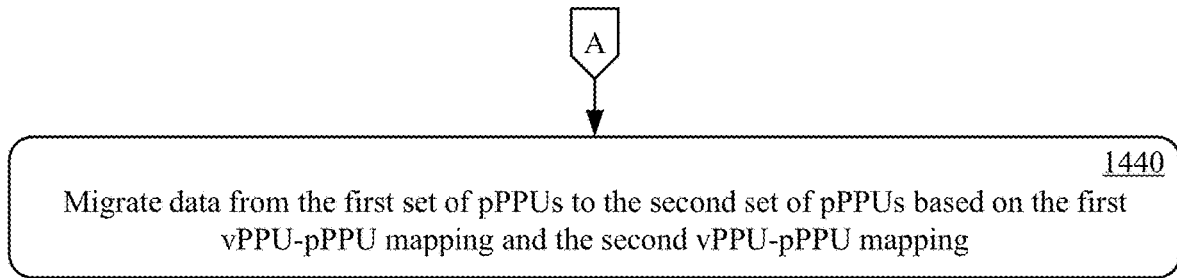 A
1440
Migrate data from the first set of pPPUs to the second set of pPPUs based on the first
vPPU-pPPU mapping and the second vPPU-pPPU mapping